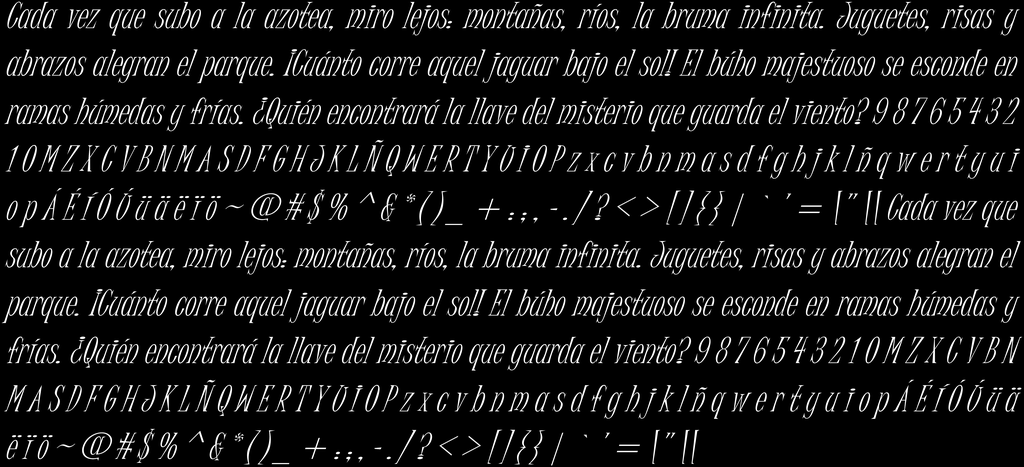 Cada vez que subo a la azotea, miro lejos: montañas, ríos, la bruma infinita. Juguetes, risas y
abrazos alegran el parque. ¡Cuánto corre aquel jaguar bajo el sol! El búho majestuoso se esconde en
ramas húmedas y frías. ¿Quién encontrará la llave del misterio que guarda el viento? 9 8 7 6 5 4 3 2
1 0 M Z X C V B N M A S D F G H J K L Ñ Q W E R T Y U I O P z x c v b n m a s d f g h j k l ñ q w e r t y u i
o p Á É Í Ó Ú ü ä ë ï ö ~ @ # $ % ^ & * ( ) _ + : ; , - . / ? < > [ ] { } | ` ´ = [ " [ [ Cada vez que
subo a la azotea, miro lejos: montañas, ríos, la bruma infinita. Juguetes, risas y abrazos alegran el
parque. ¡Cuánto corre aquel jaguar bajo el sol! El búho majestuoso se esconde en ramas húmedas y
frías. ¿Quién encontrará la llave del misterio que guarda el viento? 9 8 7 6 5 4 3 2 1 0 M Z X C V B N
M A S D F G H J K L Ñ Q W E R T Y U I O P z x c v b n m a s d f g h j k l ñ q w e r t y u i o p Á É Í Ó Ú ü ä
ë ï ö ~ @ # $ % ^ & * ( ) _ + : ; , - . / ? < > [ ] { } | ` ´ = [ " [ [